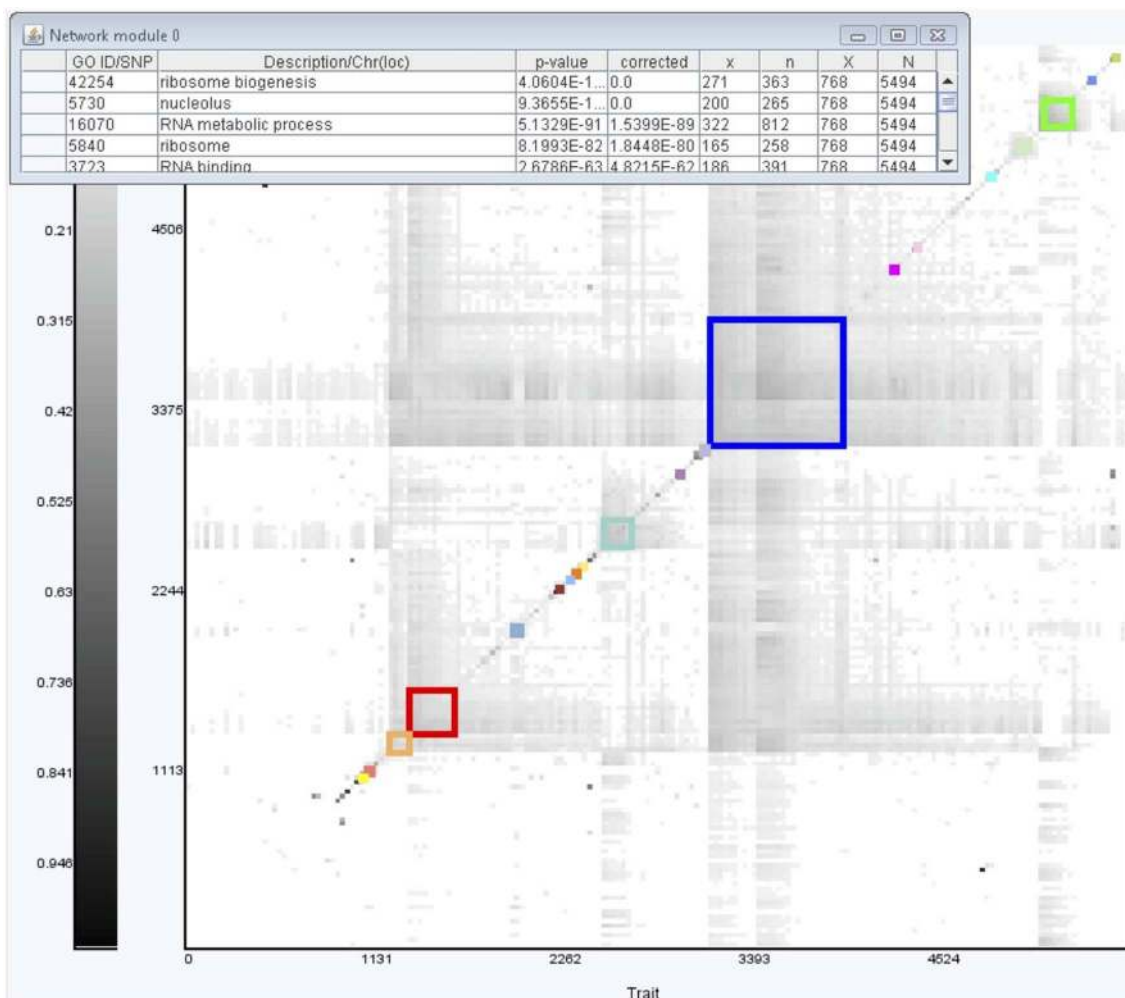 Network module 0
GO ID/SNP Description/Chr(loc) p-value corrected x n X N
42254 ribosome biogenesis 4.0604E-1... 0.0 271 363 768 5494
5730 nucleolus 9.3655E-1... 0.0 200 265 768 5494
16070 RNA metabolic process 5.1329E-91 1.5399E-89 322 812 768 5494
5840 ribosome 8.1993E-82 1.8448E-80 165 258 768 5494
3723 RNA binding 2.6786E-63 4.8215E-62 186 391 768 5494
0.21 4506
0.315
0.42 3375
0.525
0.63 2244
0.736
0.841 1113
0.946
0 1131 2262 3393 4524
Trait